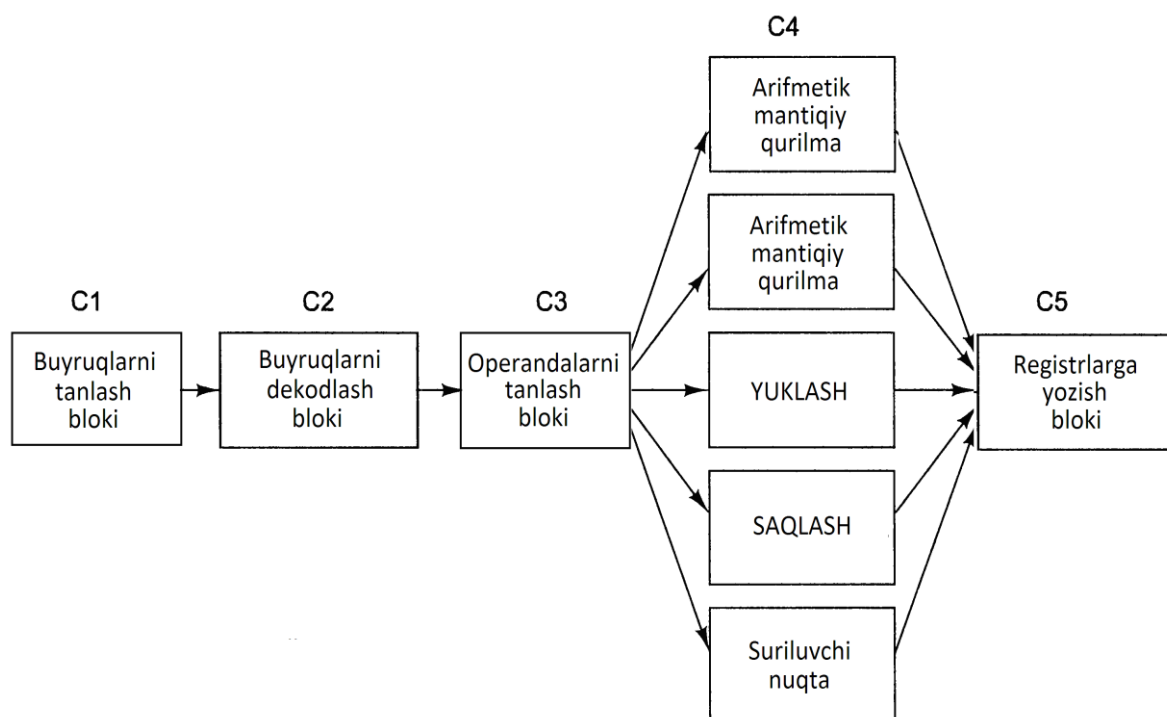 C4
Arifmetik
mantiqiy
qurilma
Arifmetik
mantiqiy
qurilma
C1
C2
C3
C5
Buyruqlarni
tanlash
bloki
Buyruqlarni
dekodlash
bloki
Operandalarni
tanlash
bloki
YUKLASH
Registrlarga
yozish
bloki
SAQLASH
Suriluvchi
nuqta